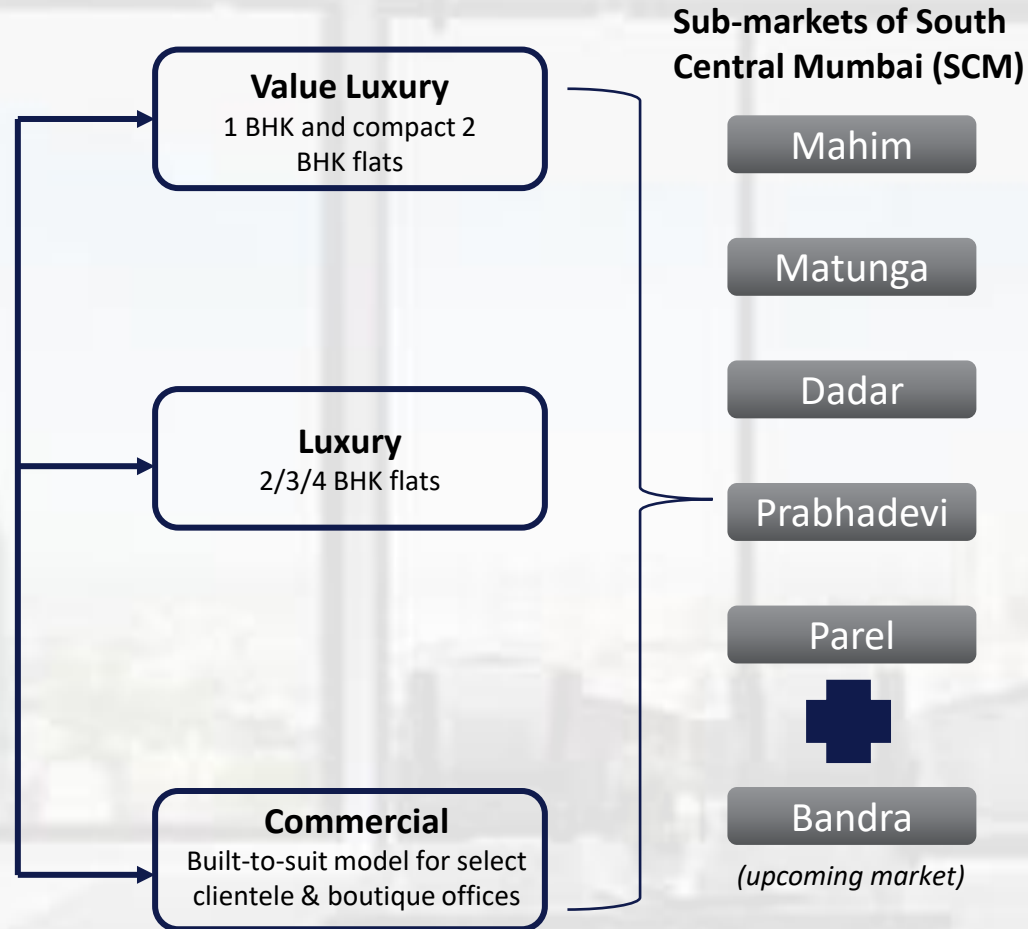 Value Luxury
1 BHK and compact 2
BHK flats
Luxury
2/3/4 BHK flats
Commercial
Built-to-suit model for select
clientele & boutique offices
Sub-markets of South
Central Mumbai (SCM)
Mahim
Matunga
Dadar
Prabhadevi
Parel
Bandra
(upcoming market)